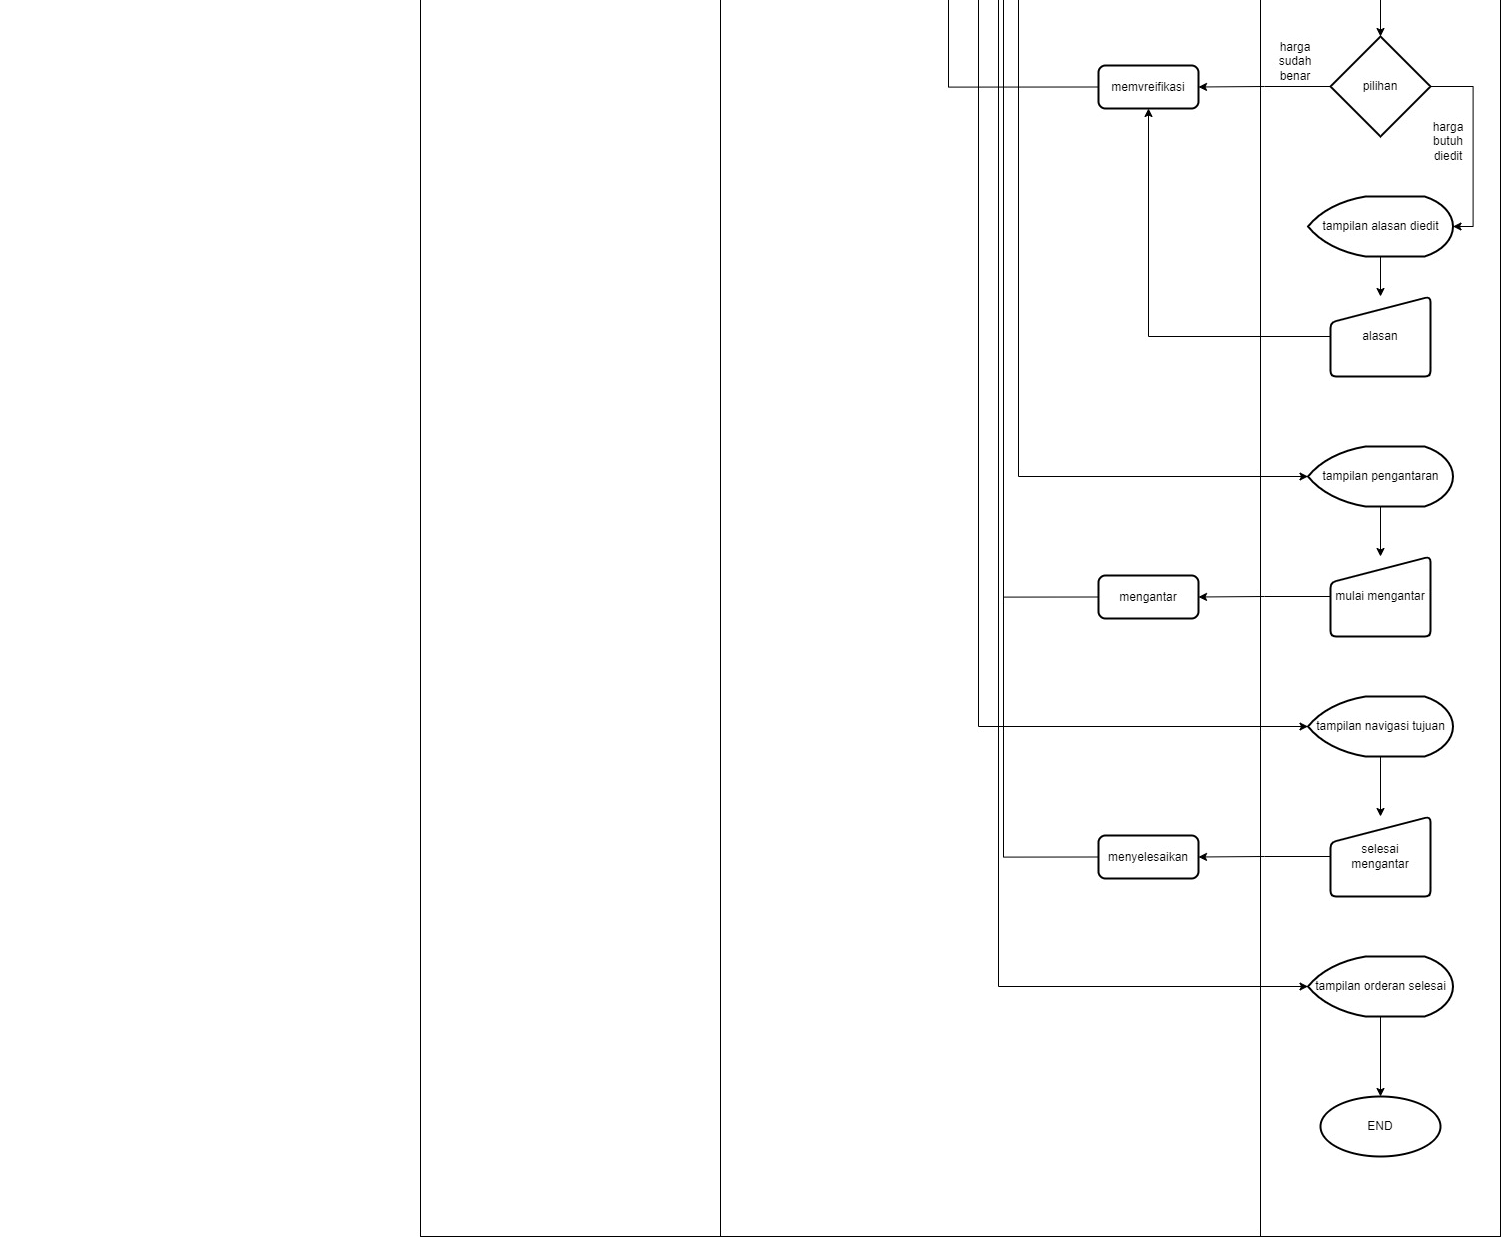 harga
sudah
benar
memvreifikasi
pilihan
harga
butuh
diedit
tampilan alasan diedit
alasan
tampilan pengantaran
mengantar
mulai mengantar
tampilan navigasi tujuan
menyelesaikan
selesai
mengantar
tampilan orderan selesai
END